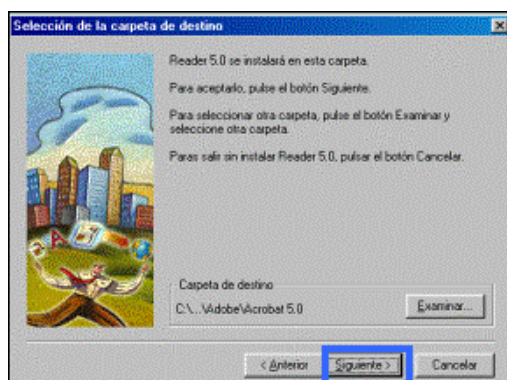 Selección de la carpeta de destino
Reader 5.0 se instalará en esta carpeta.
Para aceptarlo, pulse el botón Siguiente.
Para seleccionar otra carpeta, pulse el botón Examinar y
seleccione otra carpeta.
Paras salir sin instalar Reader 5.0, pulsar el botón Cancelar.
Carpeta de destino
C:\...\Adobe\Acrobat 5.0
Examinar...
< Anterior
Siguiente >
Cancelar